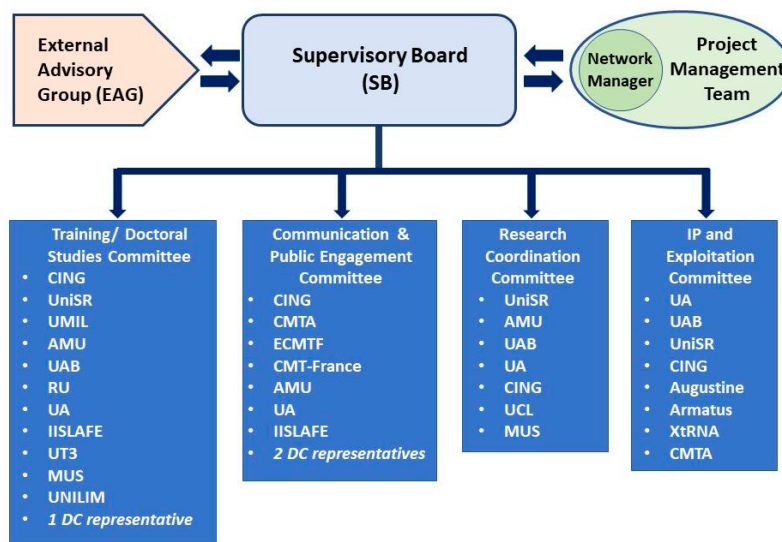 External
Advisory
Group (EAG)
Supervisory Board
(SB)
Network
Manager
Project
Management
Team
Training/ Doctoral
Studies Committee
• CING
• UniSR
• UMIL
• AMU
• UAB
• RU
• UA
• IISLAFE
• UT3
• MUS
• UNILIM
• 1 DC representative
Communication &
Public Engagement
Committee
• CING
• CMTA
• ECMTF
• CMT-France
• AMU
• UA
• IISLAFE
• 2 DC representatives
Research
Coordination
Committee
• UniSR
• AMU
• UAB
• UA
• CING
• UCL
• MUS
IP and
Exploitation
Committee
• UA
• UAB
• UniSR
• CING
• Augustine
• Armatus
• XtRNA
• CMTA